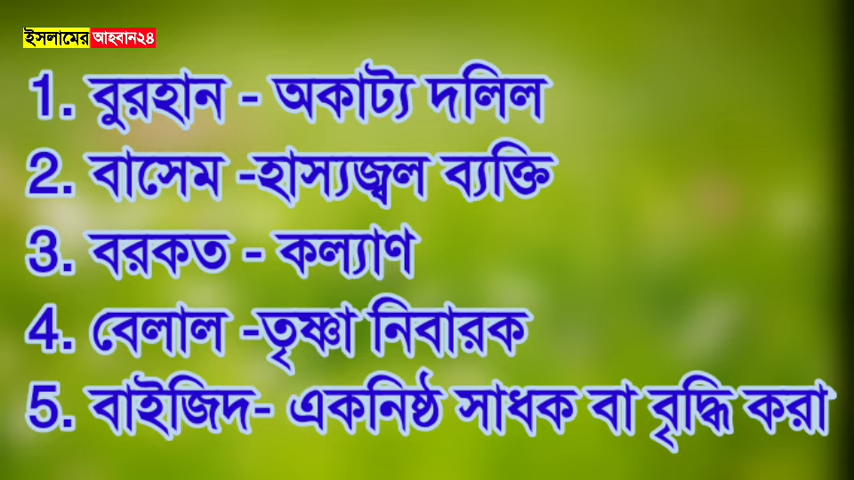 ইসলামের আহবান২৪
1. বুরহান - অকাট্য দলিল
2. বাসেম -হাস্যজ্বল ব্যক্তি
3. বরকত - কল্যাণ
4. বেলাল -তৃষ্ণা নিবারক
5. বাইজিদ- একনিষ্ঠ সাধক বা বৃদ্ধি করা